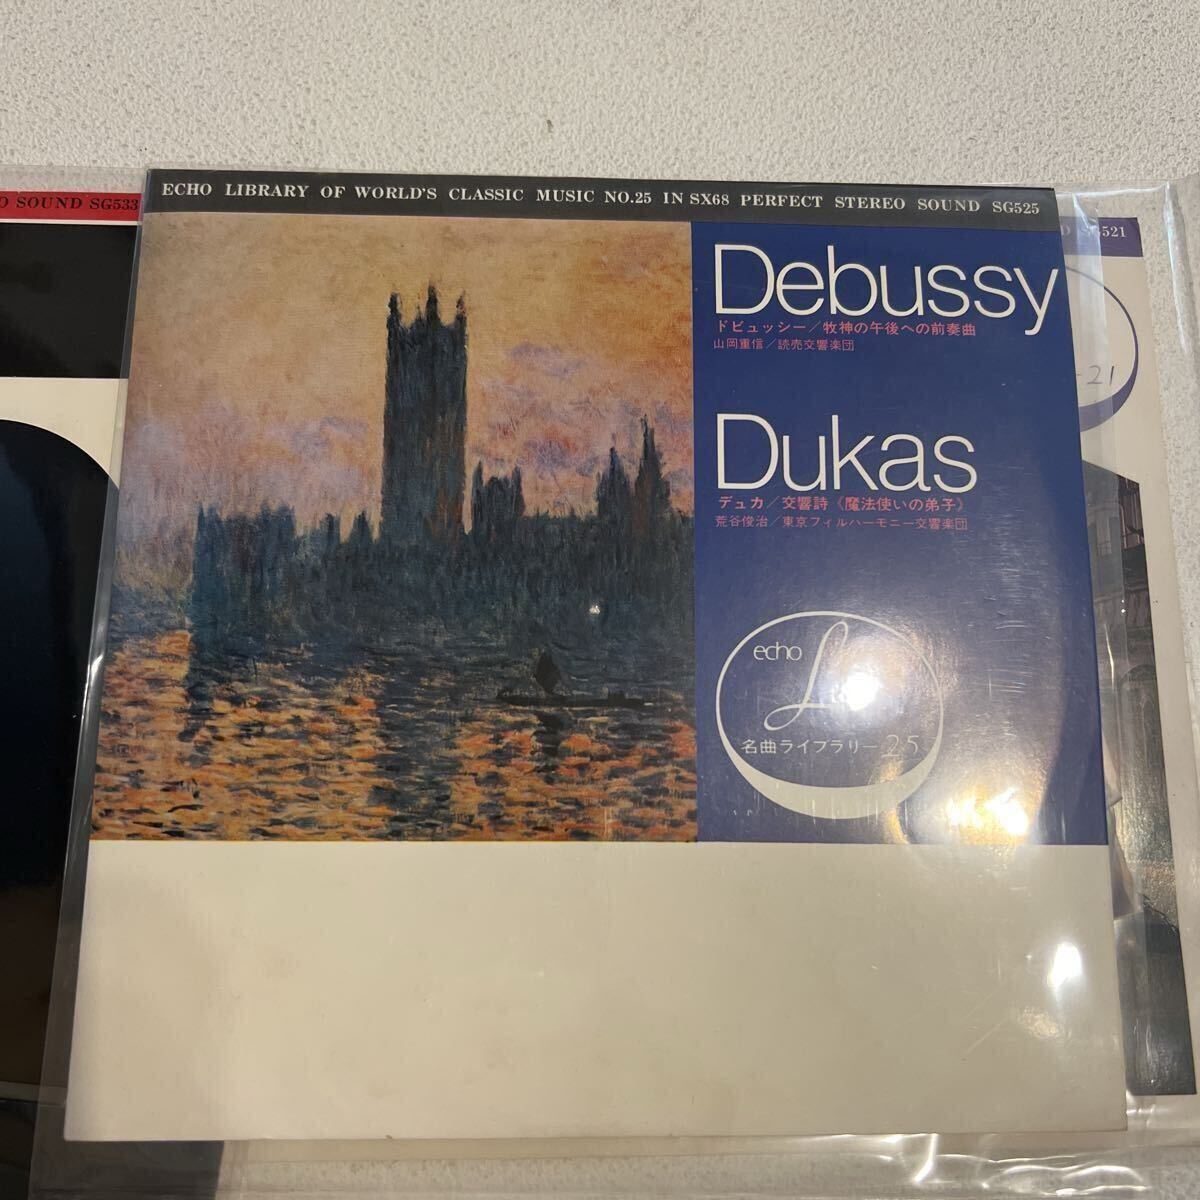 O SOUND SG533
ECHO LIBRARY OF WORLD'S CLASSIC MUSIC NO.25 IN SX68 PERFECT STEREO SOUND SG525
SG521
Debussy
ドビュッシー/牧神の午後への前奏曲
山岡重信/読売交響楽団
-21
Dukas
デュカ/交響詩《魔法使いの弟子》
荒谷俊治/東京フィルハーモニー交響楽団
echo L
名曲ライブラリー25